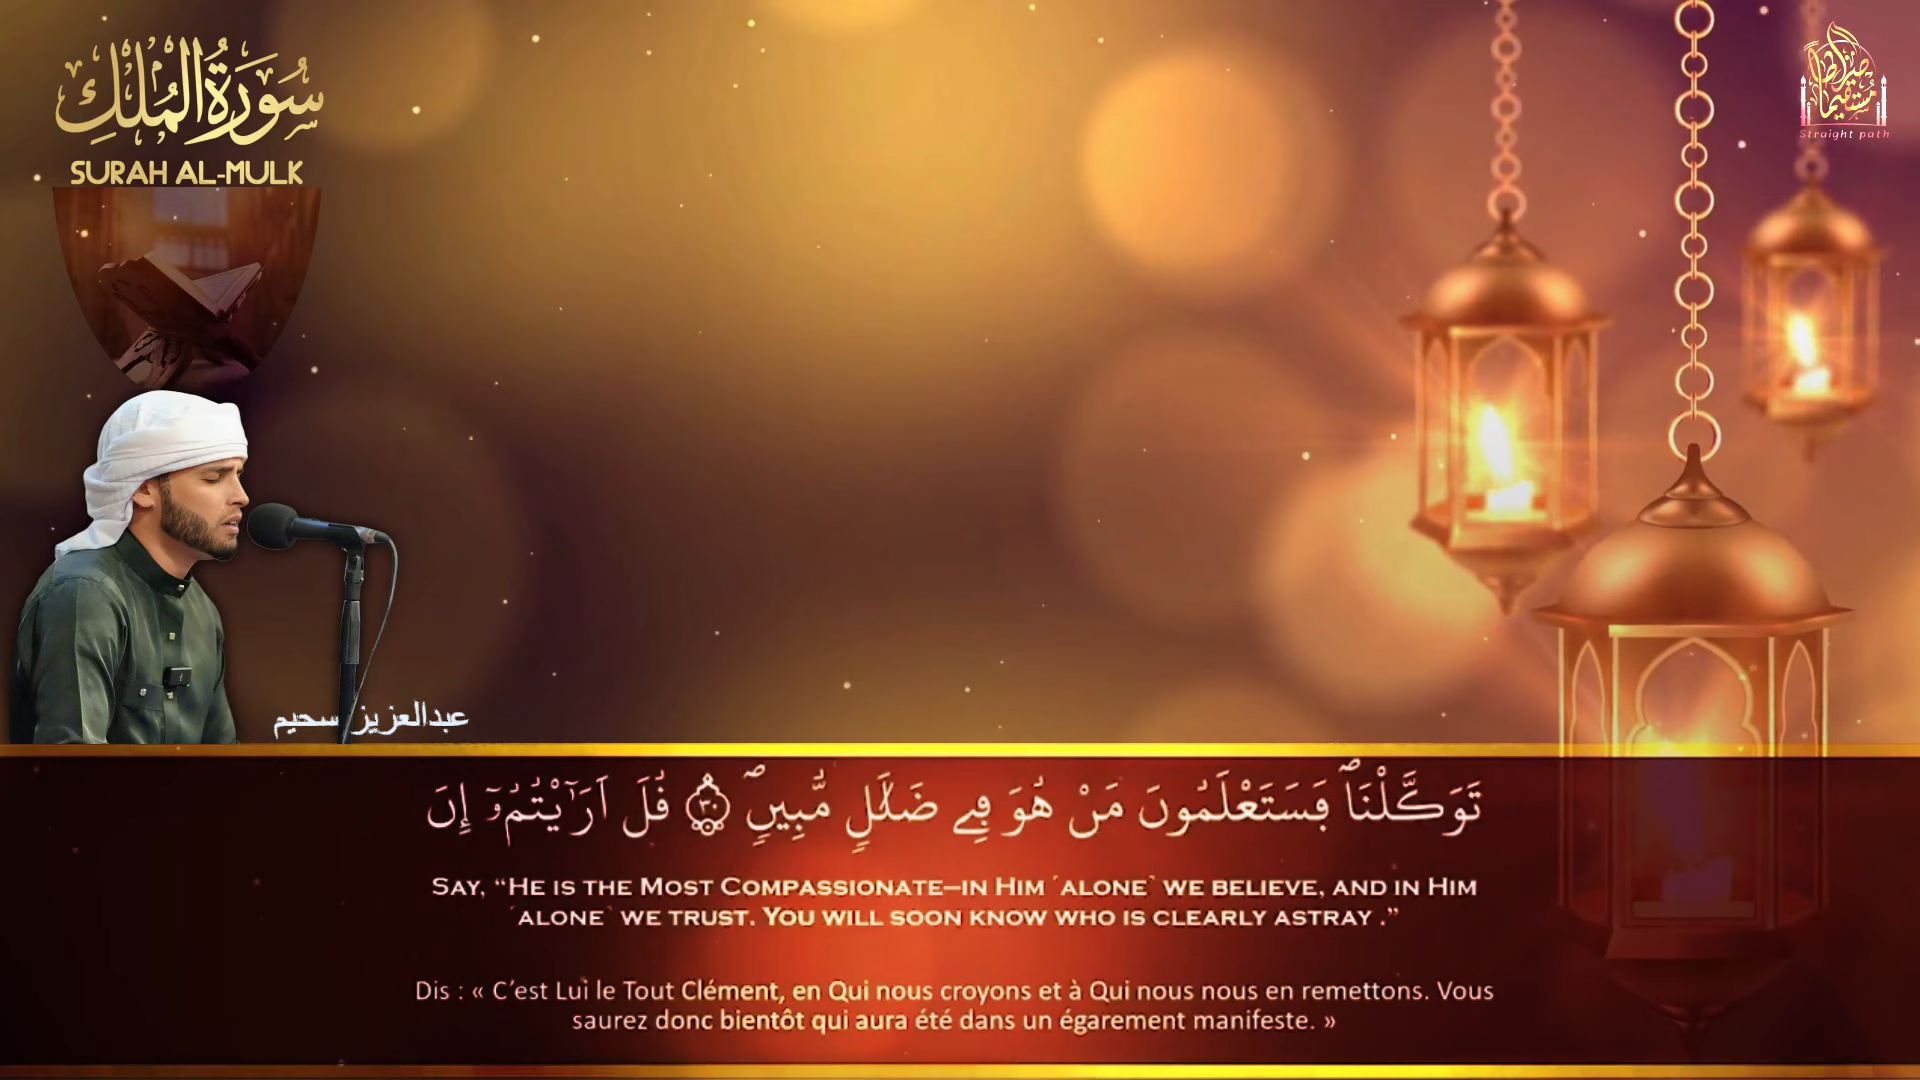 سُورَةُ الْمُلْكِ
SURAH AL-MULK
صِرَاطًا مُسْتَقِيمًا
Straight path
عبدالعزيز سحيم
تَوَكَّلْنَاۖ فَسَتَعْلَمُونَ مَنْ هُوَ فِے ضَلَٰلٖ مُّبِينٖۖ ٣٠ قُلَ اَرَٰٓيْتُمُۥٓ إِنَ
Say, “He is the Most Compassionate—in Him ˹alone˺ we believe, and in Him
˹alone˺ we trust. You will soon know who is clearly astray .”
Dis : « C’est Lui le Tout Clément, en Qui nous croyons et à Qui nous nous en remettons. Vous
saurez donc bientôt qui aura été dans un égarement manifeste. »